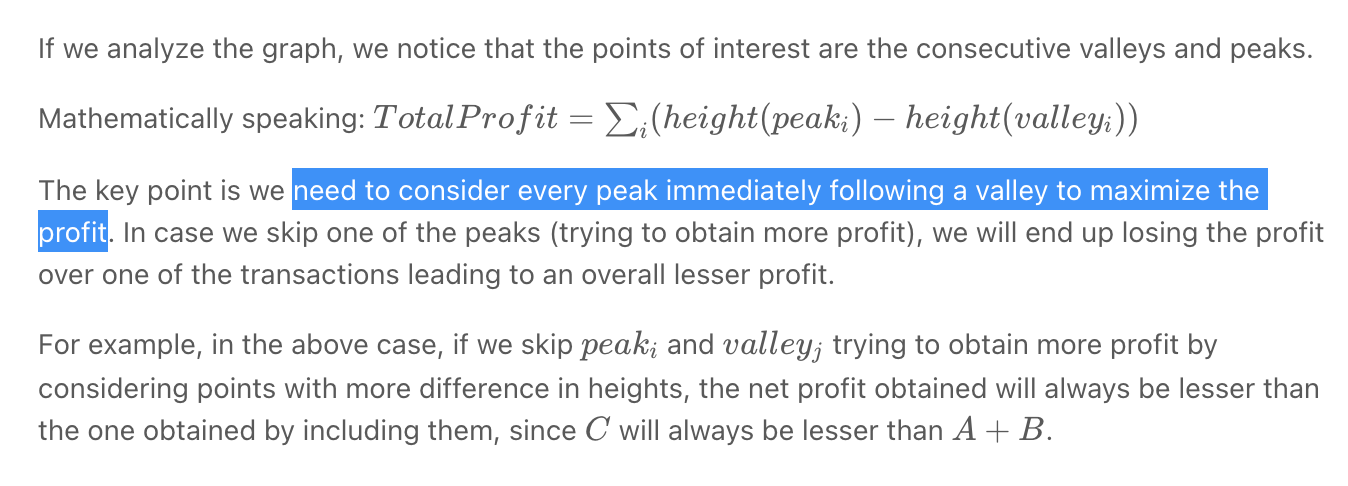 If we analyze the graph, we notice that the points of interest are the consecutive valleys and peaks.
Mathematically speaking: TotalProfit = ∑ᵢ(height(peakᵢ) − height(valleyᵢ))
The key point is we need to consider every peak immediately following a valley to maximize the
profit. In case we skip one of the peaks (trying to obtain more profit), we will end up losing the profit
over one of the transactions leading to an overall lesser profit.
For example, in the above case, if we skip peakᵢ and valleyⱼ trying to obtain more profit by
considering points with more difference in heights, the net profit obtained will always be lesser than
the one obtained by including them, since C will always be lesser than A + B.